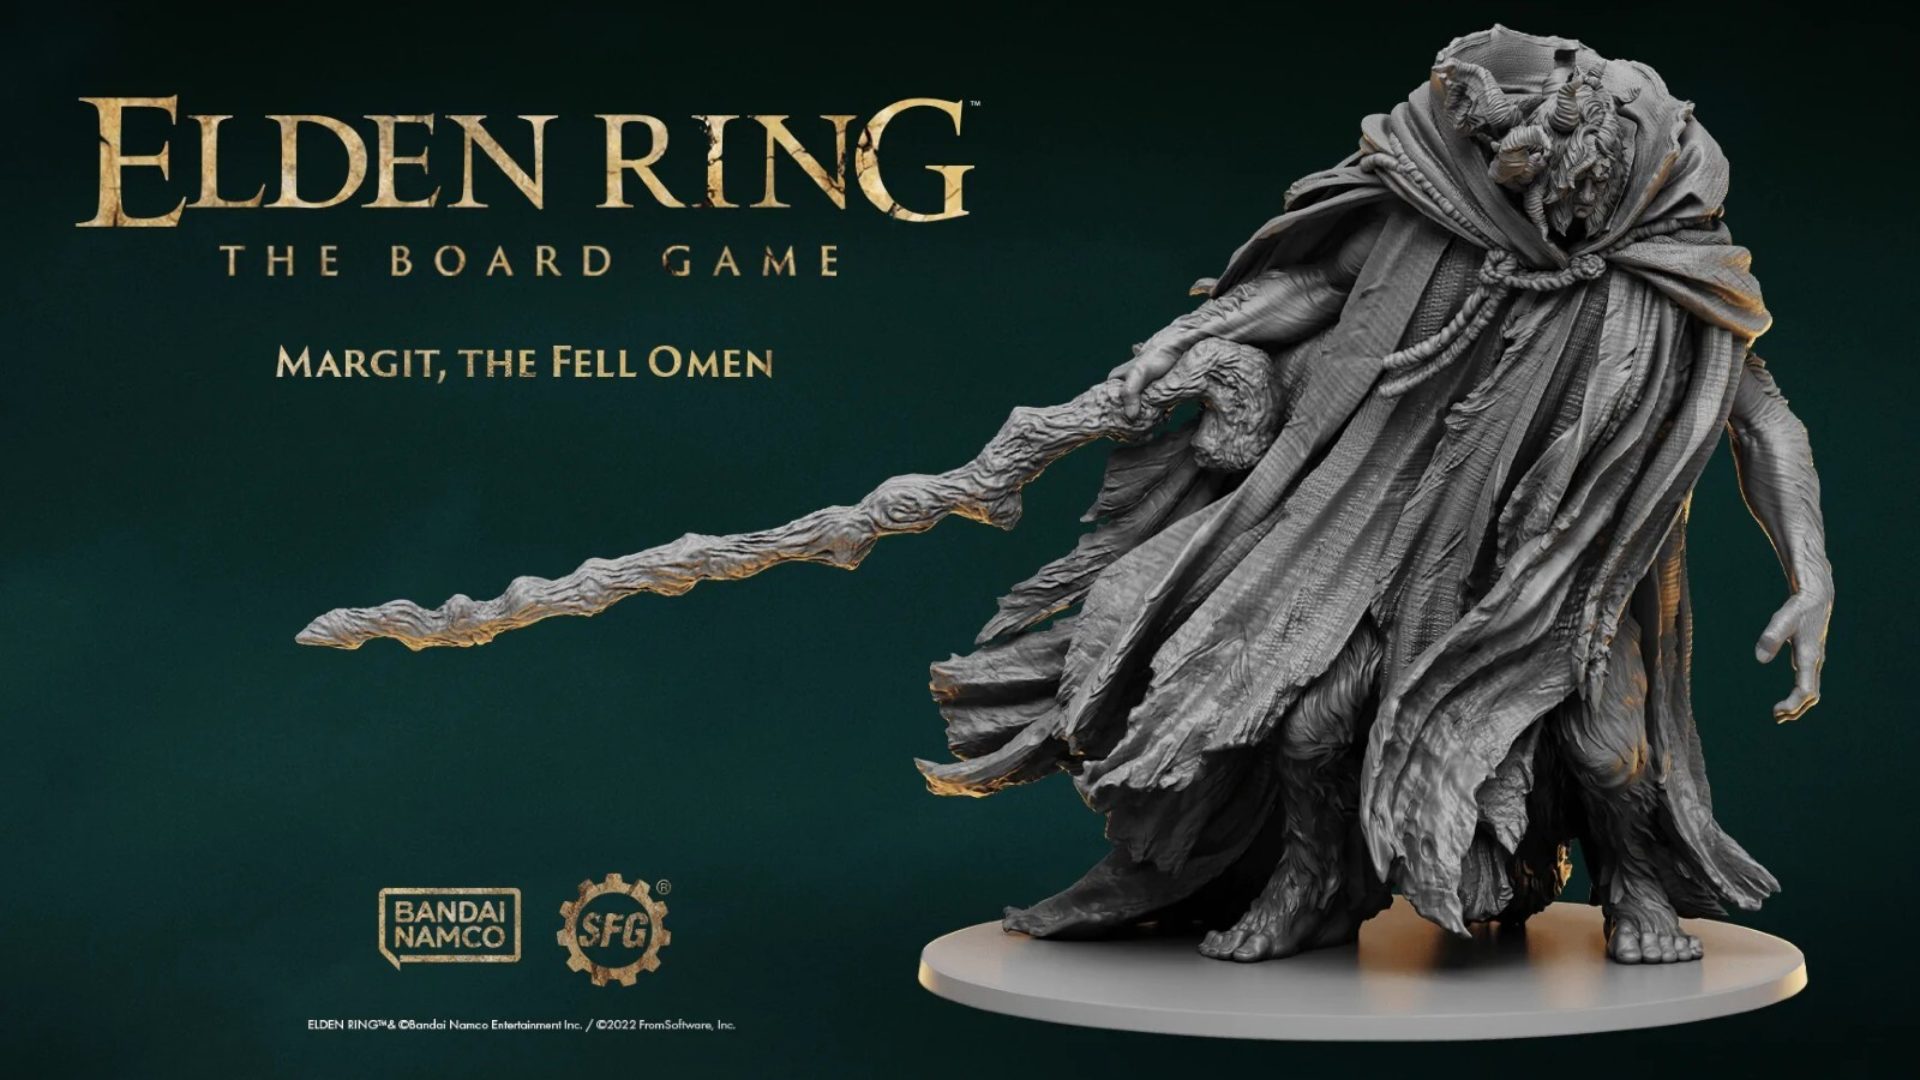 ELDEN RING™
THE BOARD GAME
MARGIT, THE FELL OMEN
BANDAI
NAMCO
SFG®
ELDEN RING™& ©Bandai Namco Entertainment Inc. / ©2022 FromSoftware, Inc.